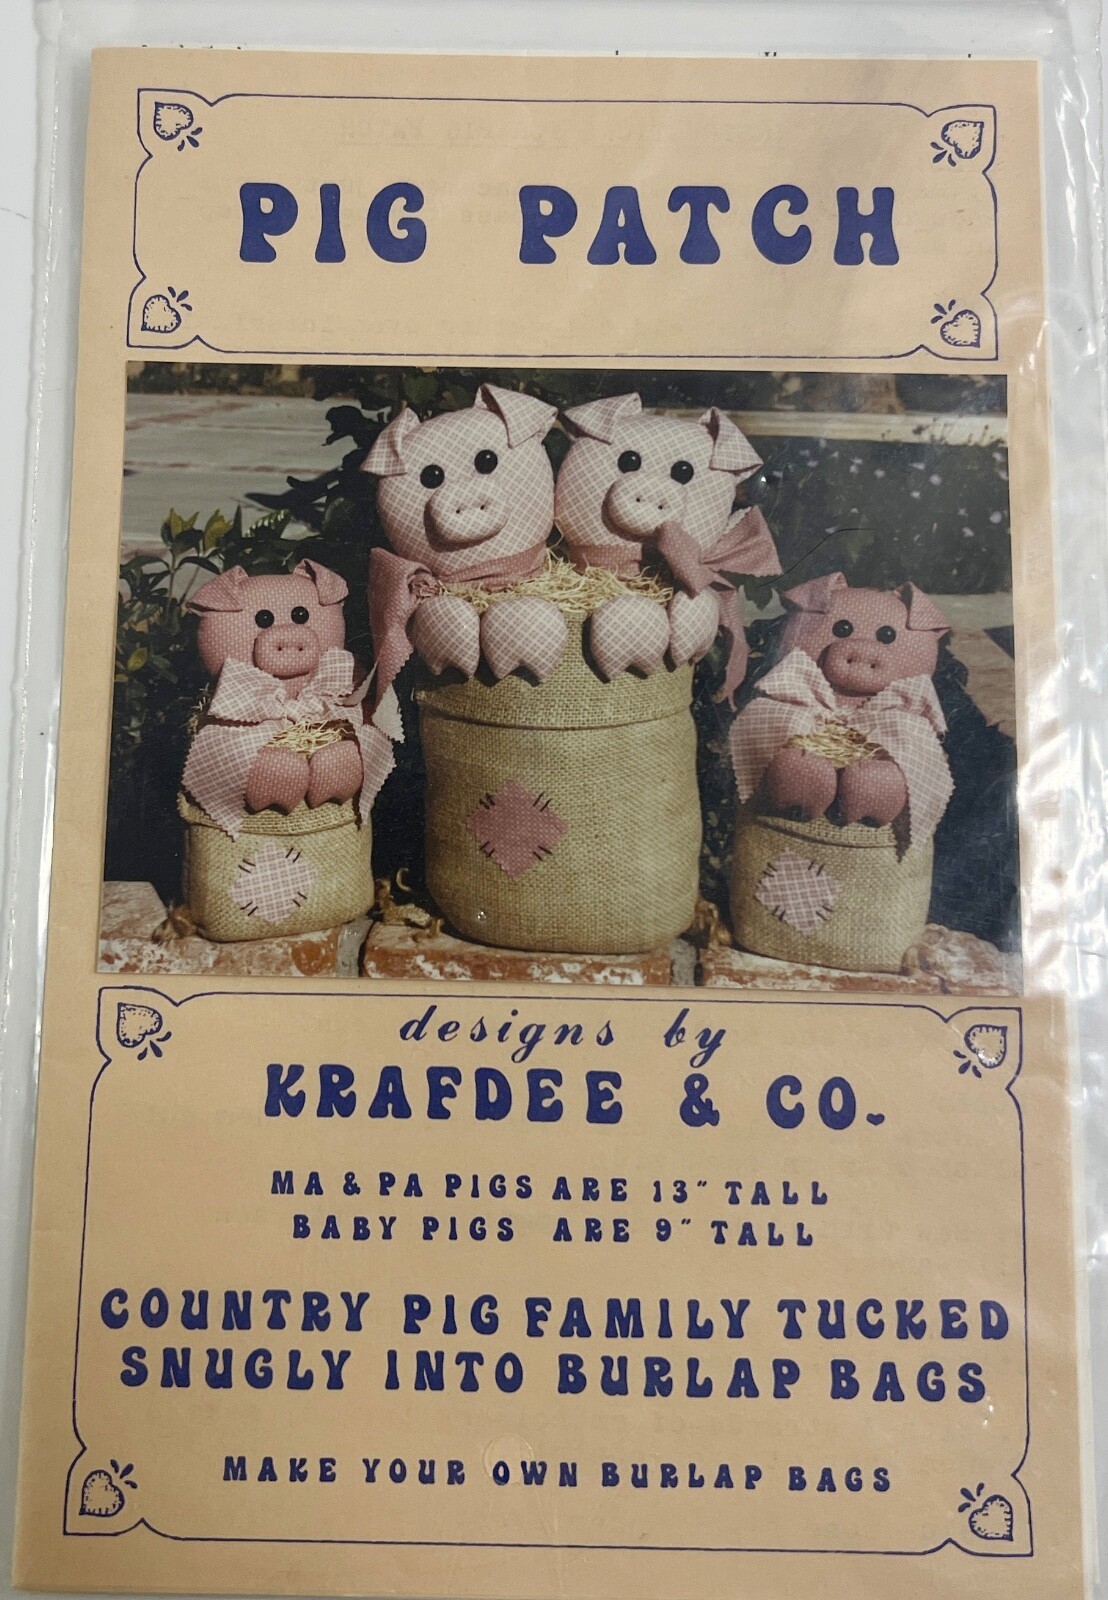 PIG PATCH
designs by
KRAFDEE & CO.
MA & PA PIGS ARE 13" TALL
BABY PIGS ARE 9" TALL
COUNTRY PIG FAMILY TUCKED
SNUGLY INTO BURLAP BAGS
MAKE YOUR OWN BURLAP BAGS